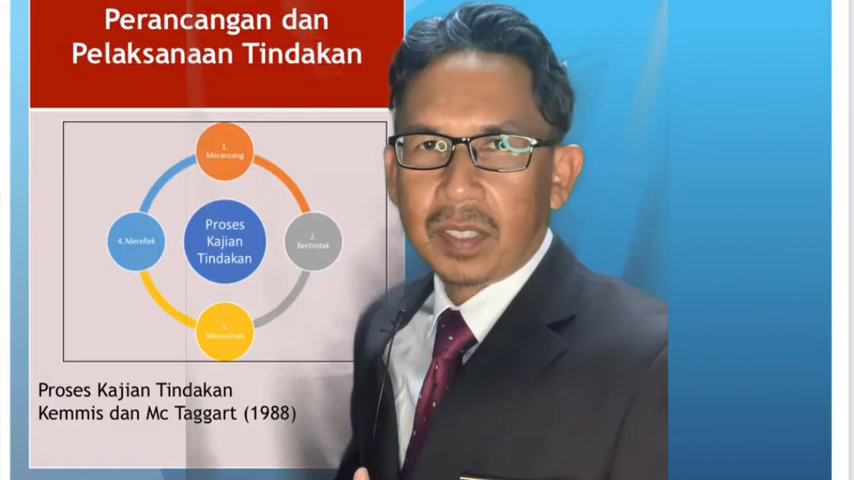 Perancangan dan
Pelaksanaan Tindakan
1.
Merancang
Proses
Kajian
Tindakan
4. Mereflek
2.
Bertindak
3.
Proses Kajian Tindakan
Kemmis dan Mc Taggart (1988)